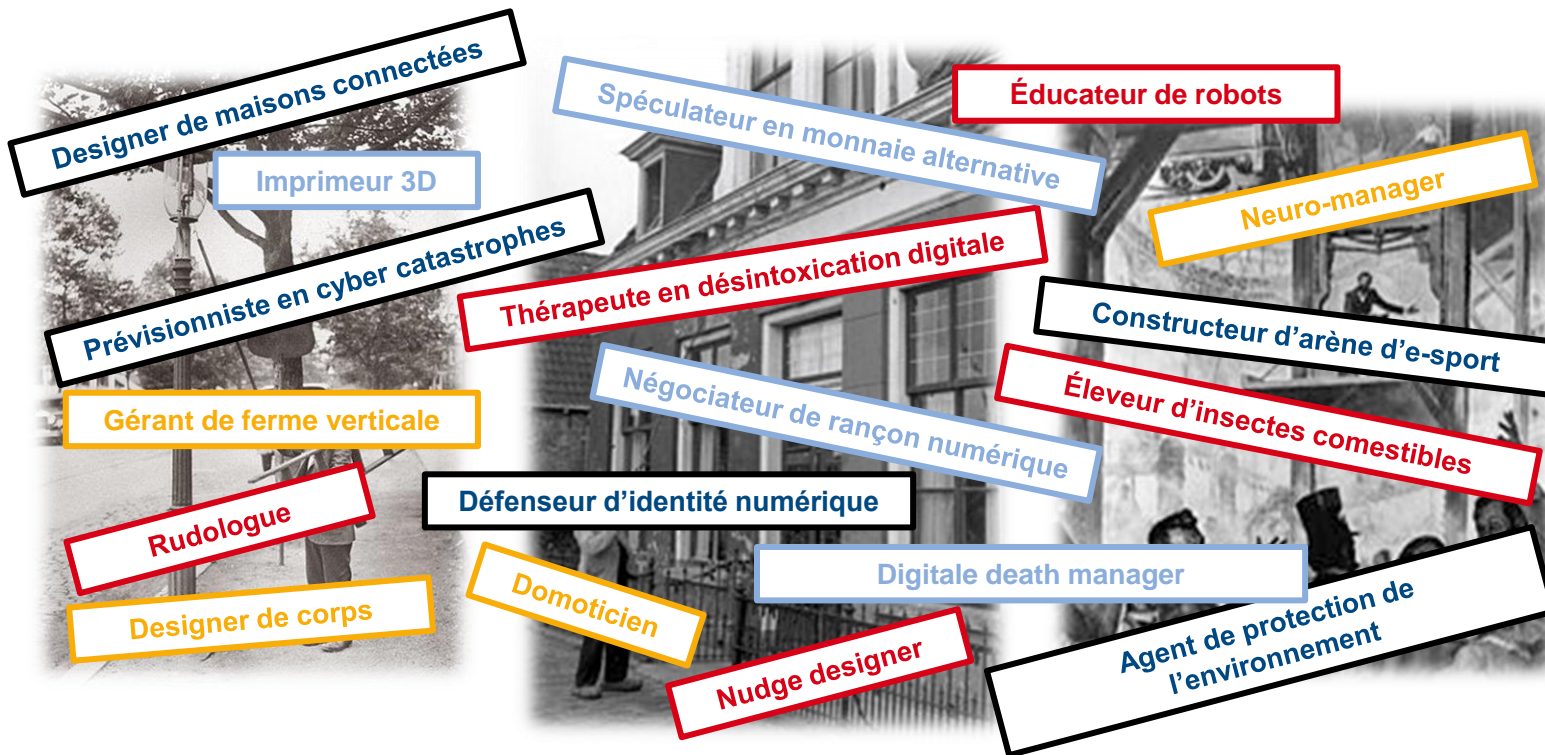 Designer de maisons connectées
Spéculateur en monnaie alternative
Éducateur de robots
Imprimeur 3D
Neuro-manager
Prévisionniste en cyber catastrophes
Thérapeute en désintoxication digitale
Constructeur d’arène d’e-sport
Gérant de ferme verticale
Négociateur de rançon numérique
Éleveur d’insectes comestibles
Rudologue
Défenseur d’identité numérique
Digitale death manager
Designer de corps
Domoticien
Nudge designer
Agent de protection de
l’environnement